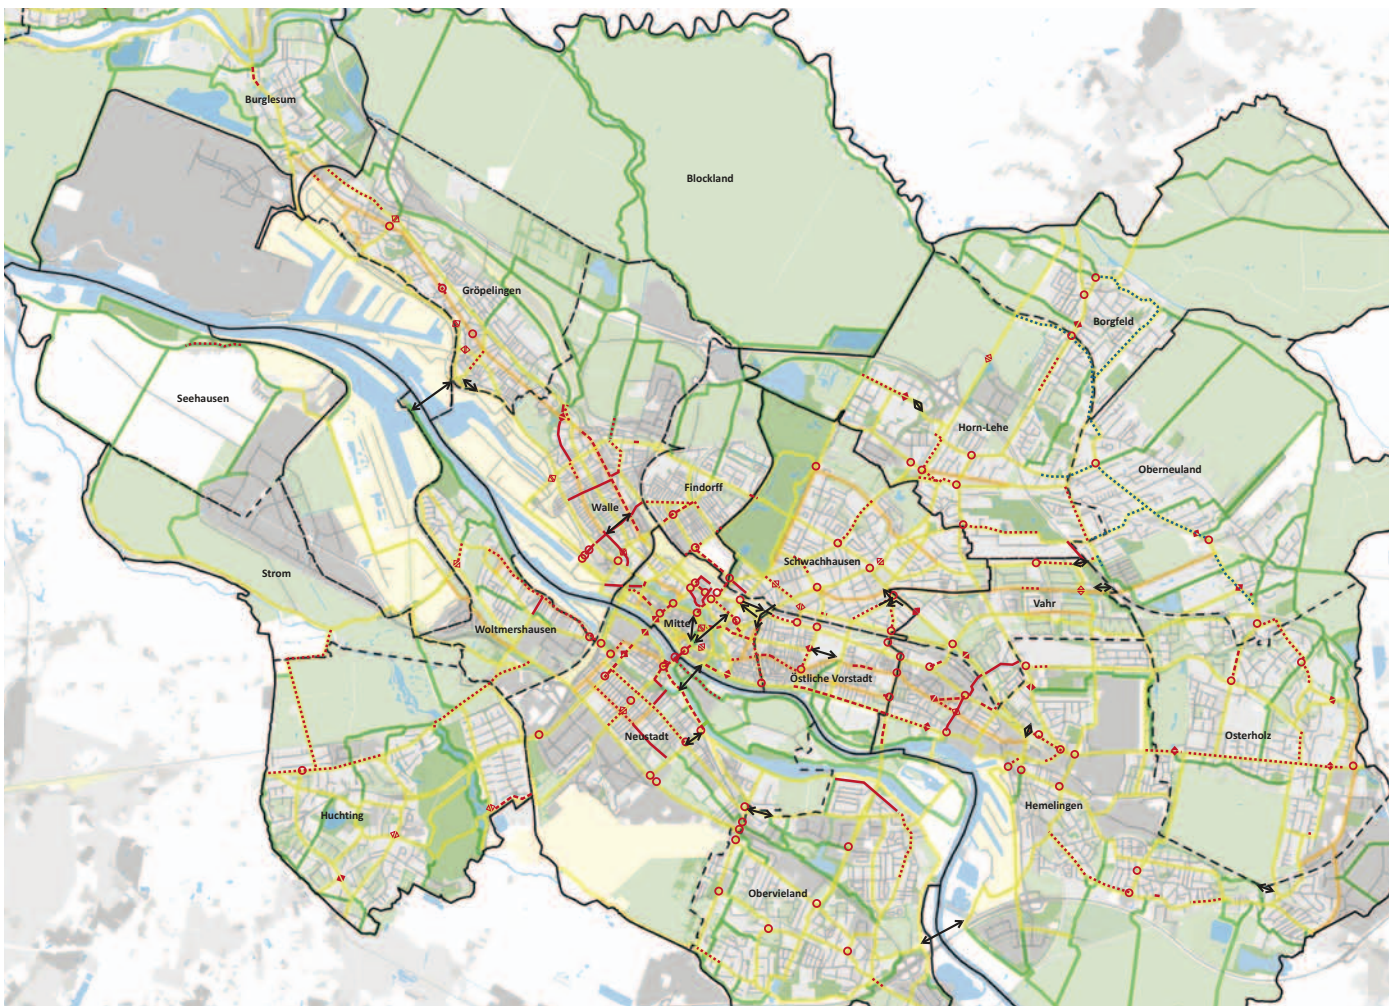 Burglesum
Blockland
Gröpelingen
Borgfeld
Seehausen
Horn-Lehe
Oberneuland
Findorff
Walle
Schwachhausen
Strom
Vahr
Mitte
Woltmershausen
Östliche Vorstadt
Neustadt
Osterholz
Hemelingen
Huchting
Obervieland